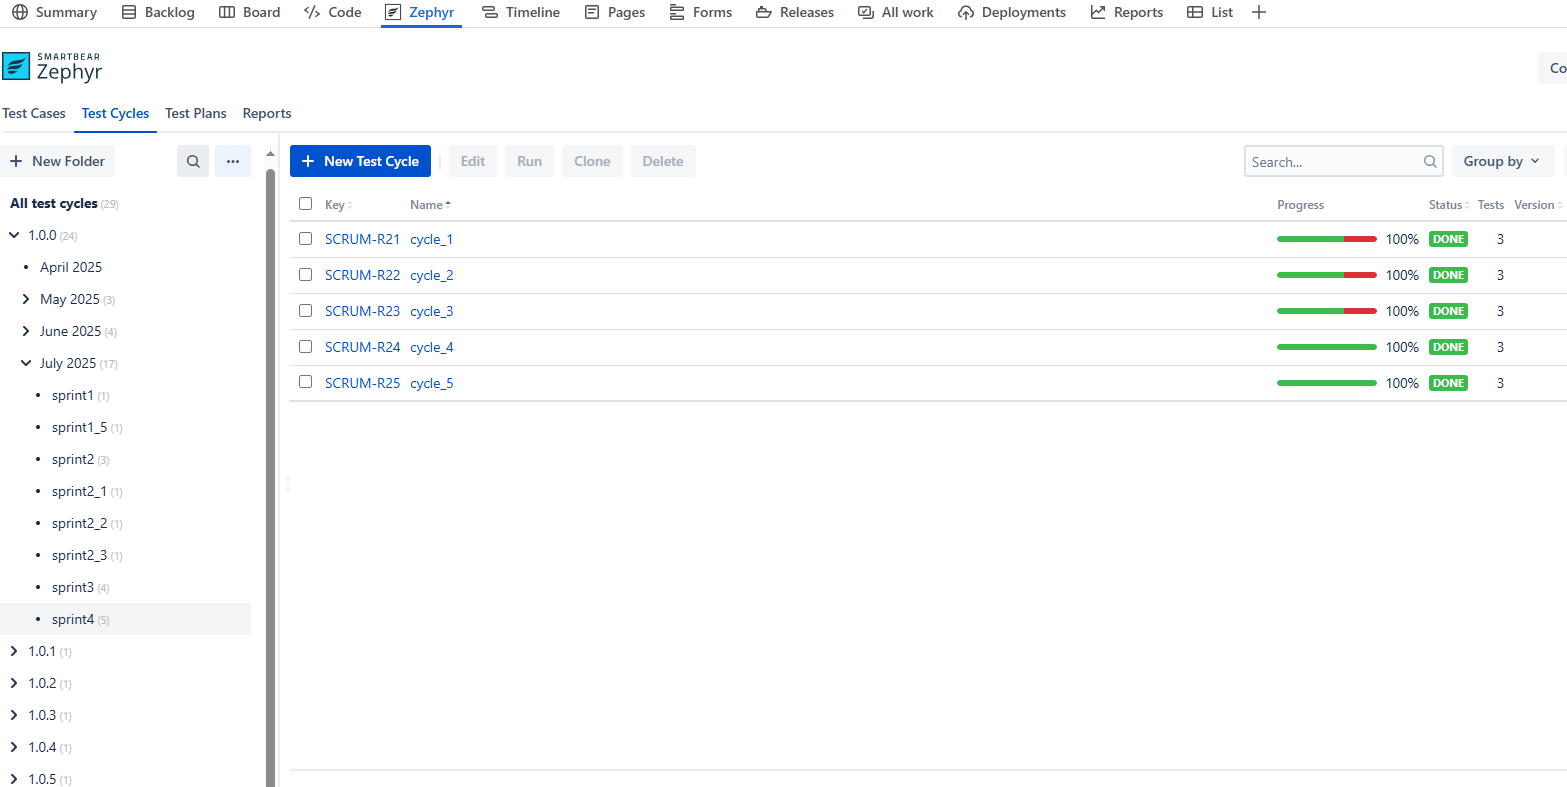 Summary Backlog Board Code Zephyr Timeline Pages Forms Releases All work Deployments Reports List
SMARTBEAR
Zephyr
Co
Test Cases Test Cycles Test Plans Reports
New Folder ... New Test Cycle Edit Run Clone Delete Search... Group by
All test cycles (29)
Key Name Progress Status Tests Version
1.0.0 (24)
SCRUM-R21 cycle_1 100% DONE 3
April 2025
SCRUM-R22 cycle_2 100% DONE 3
May 2025 (3)
SCRUM-R23 cycle_3 100% DONE 3
June 2025 (4)
SCRUM-R24 cycle_4 100% DONE 3
July 2025 (17)
SCRUM-R25 cycle_5 100% DONE 3
sprint1 (1)
sprint1_5 (1)
sprint2 (3)
sprint2_1 (1)
sprint2_2 (1)
sprint2_3 (1)
sprint3 (4)
sprint4 (5)
1.0.1 (1)
1.0.2 (1)
1.0.3 (1)
1.0.4 (1)
1.0.5 (1)